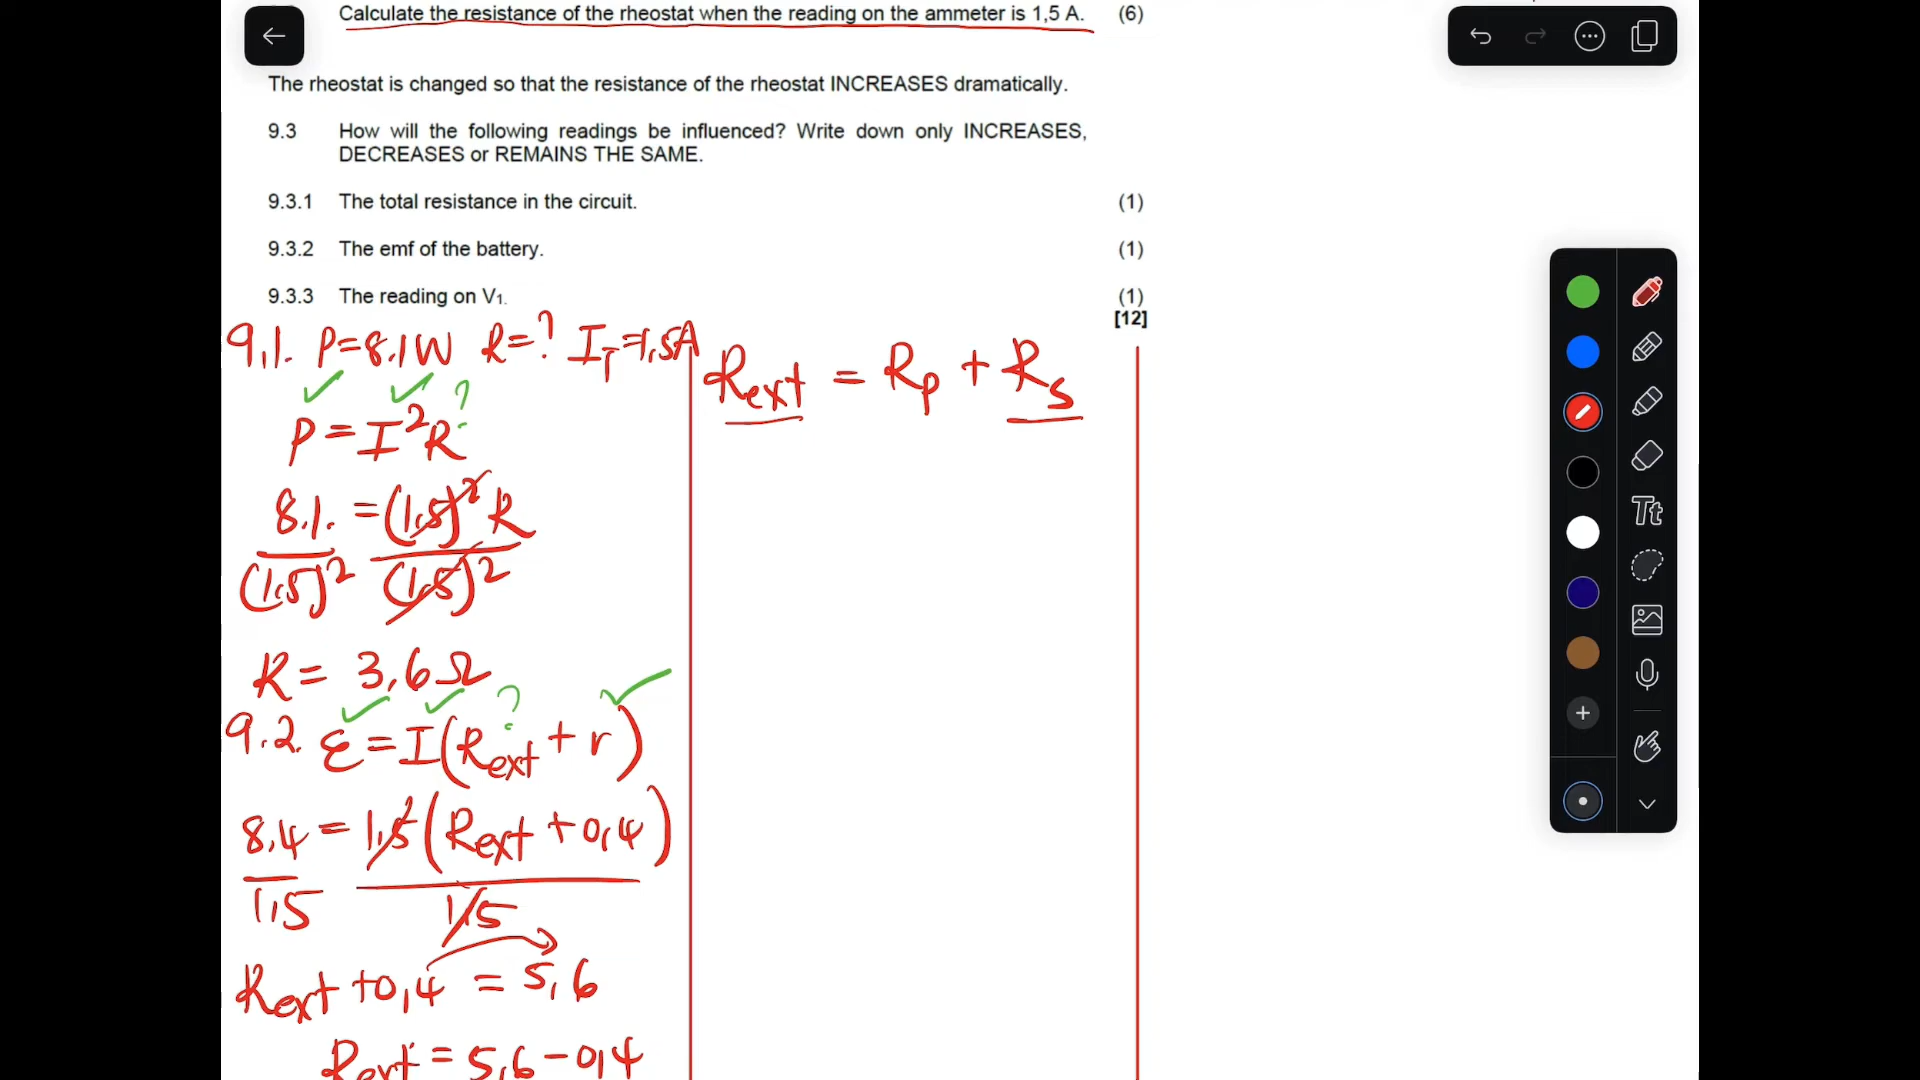 Calculate the resistance of the rheostat when the reading on the ammeter is 1,5 A. (6)
The rheostat is changed so that the resistance of the rheostat INCREASES dramatically.
9.3 How will the following readings be influenced? Write down only INCREASES,
DECREASES or REMAINS THE SAME.
9.3.1 The total resistance in the circuit. (1)
9.3.2 The emf of the battery. (1)
9.3.3 The reading on V1. (1)
[12]
9,1. P=8.1W R=? IT=1,5A
P=I²R ?
8.1. =(1.5)²R
(1.5)² (1.5)²
R= 3,6Ω
9.2. ε=I(Rext + r) ?
8,4 = 1,5(Rext +0,4)
1,5 1,5
Rext +0,4 = 5,6
Rext = 5,6 -0,4
Rext = Rp + Rs
Tt